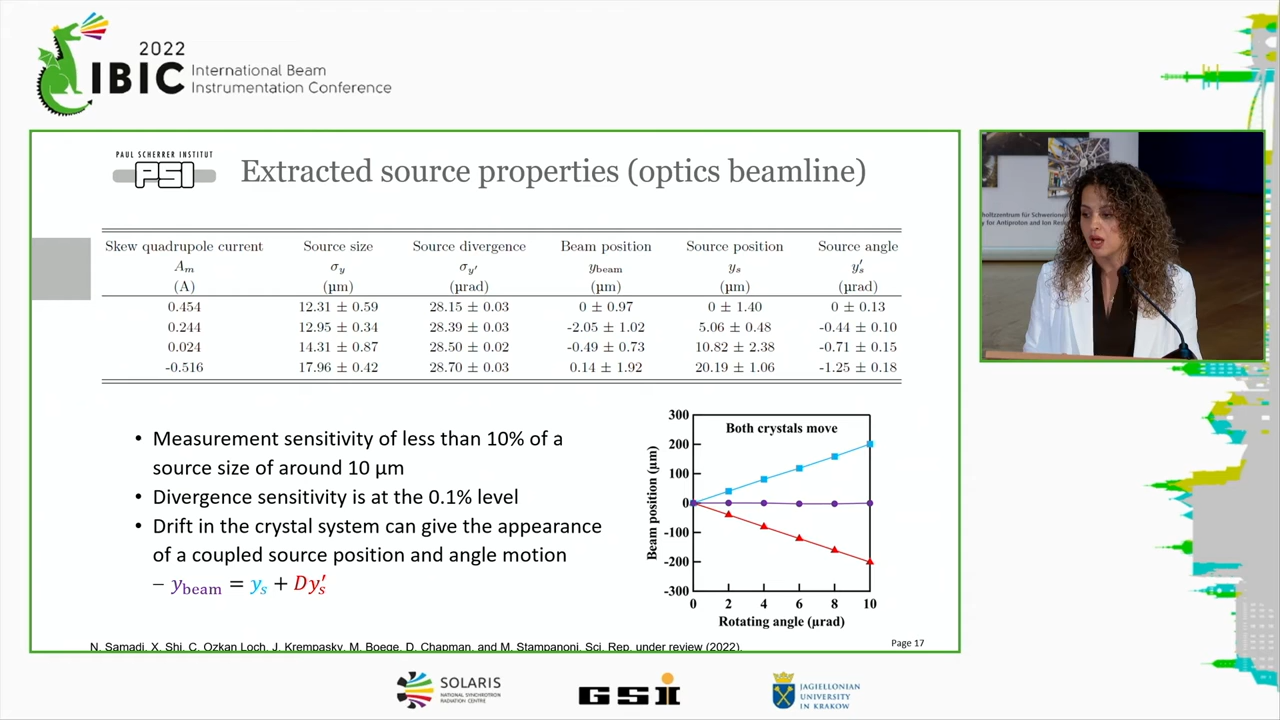 2022
IBIC
International Beam
Instrumentation Conference
PAUL SCHERRER INSTITUT
PSI
Extracted source properties (optics beamline)
Skew quadrupole current Source size Source divergence Beam position Source position Source angle
Aₘ σy σy′ ybeam ys y′s
(A) (µm) (µrad) (µm) (µm) (µrad)
0.454 12.31 ± 0.59 28.15 ± 0.03 0 ± 0.97 0 ± 1.40 0 ± 0.13
0.244 12.95 ± 0.34 28.39 ± 0.03 -2.05 ± 1.02 5.06 ± 0.48 -0.44 ± 0.10
0.024 14.31 ± 0.87 28.50 ± 0.02 -0.49 ± 0.73 10.82 ± 2.38 -0.71 ± 0.15
-0.516 17.96 ± 0.42 28.70 ± 0.03 0.14 ± 1.92 20.19 ± 1.06 -1.25 ± 0.18
• Measurement sensitivity of less than 10% of a
source size of around 10 µm
• Divergence sensitivity is at the 0.1% level
• Drift in the crystal system can give the appearance
of a coupled source position and angle motion
– ybeam = ys + Dy′s
Both crystals move
Beam position (µm)
300
200
100
0
-100
-200
-300
0 2 4 6 8 10
Rotating angle (µrad)
N. Samadi, X. Shi, C. Ozkan Loch, J. Krempasky, M. Boege, D. Chapman, and M. Stampanoni, Sci. Rep. under review (2022).
Page 17
SOLARIS
NATIONAL SYNCHROTRON
RADIATION CENTRE
GSI
JAGIELLONIAN
UNIVERSITY
IN KRAKOW